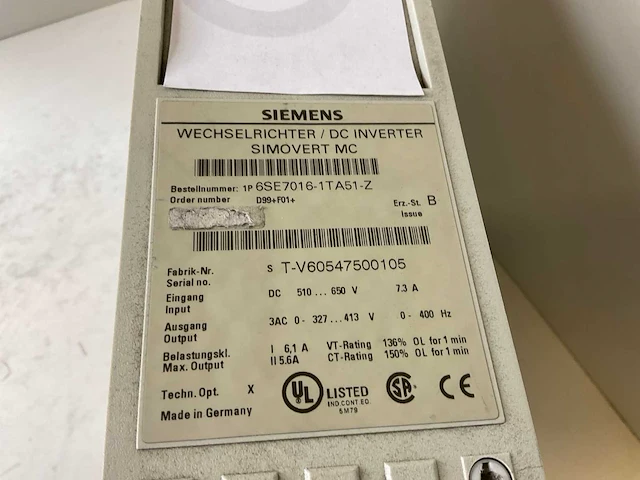 SIEMENS
WECHSELRICHTER / DC INVERTER
SIMOVERT MC
Bestellnummer: 1P 6SE7016-1TA51-Z
Order number D99+F01+
Erz.-St. B
Issue
Fabrik-Nr. S T-V60547500105
Serial no.
Eingang DC 510 ... 650 V 7.3 A
Input
Ausgang 3AC 0 - 327 ... 413 V 0 - 400 Hz
Output
Belastungskl. I 6,1 A VT-Rating 136% OL for 1 min
Max. Output II 5.6A CT-Rating 150% OL for 1 min
Techn. Opt. X
UL LISTED
IND.CONT.EQ.
5M79
SA
CE
Made in Germany